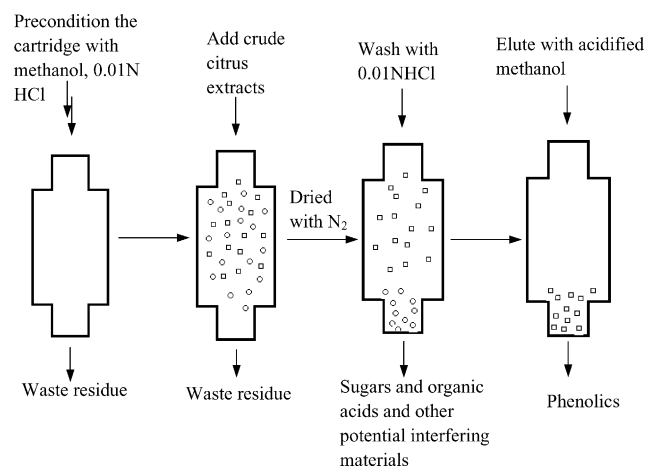 Precondition the
cartridge with
methanol, 0.01N
HCl
Add crude
citrus
extracts
Wash with
0.01NHCl
Elute with acidified
methanol
Dried
with N₂
Waste residue
Waste residue
Sugars and organic
acids and other
potential interfering
materials
Phenolics